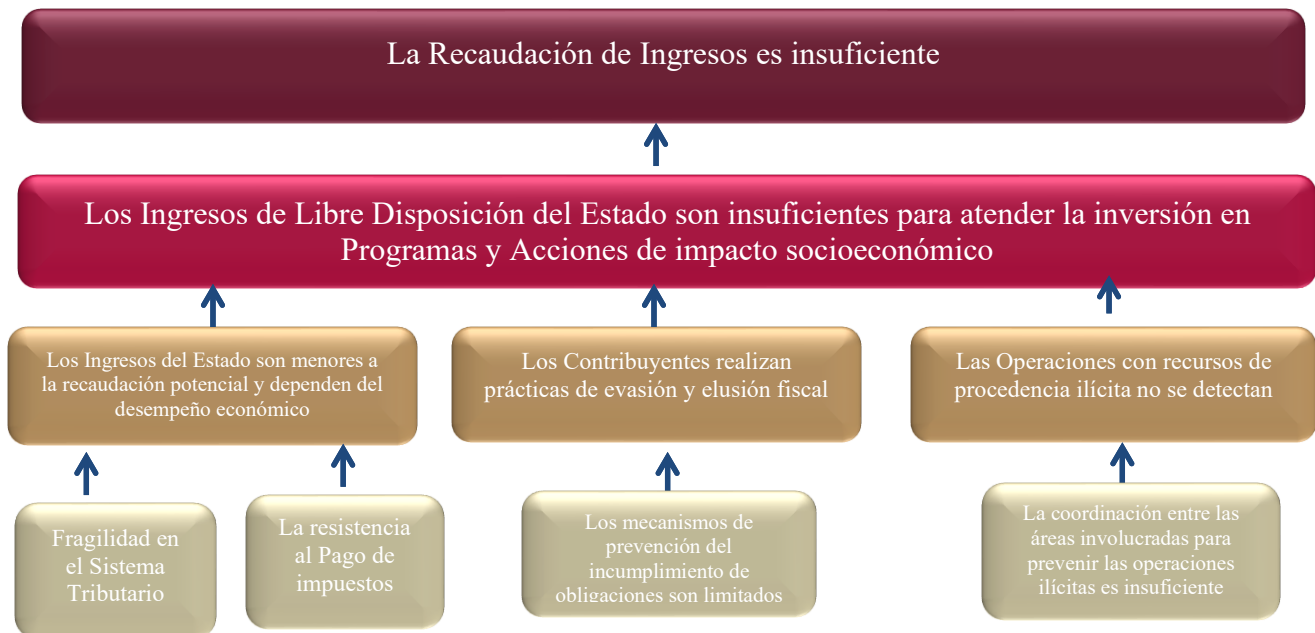 La Recaudación de Ingresos es insuficiente
Los Ingresos de Libre Disposición del Estado son insuficientes para atender la inversión en
Programas y Acciones de impacto socioeconómico
Los Ingresos del Estado son menores a
la recaudación potencial y dependen del
desempeño económico
Los Contribuyentes realizan
prácticas de evasión y elusión fiscal
Las Operaciones con recursos de
procedencia ilícita no se detectan
Fragilidad en
el Sistema
Tributario
La resistencia
al Pago de
impuestos
Los mecanismos de
prevención del
incumplimiento de
obligaciones son limitados
La coordinación entre las
áreas involucradas para
prevenir las operaciones
ilícitas es insuficiente